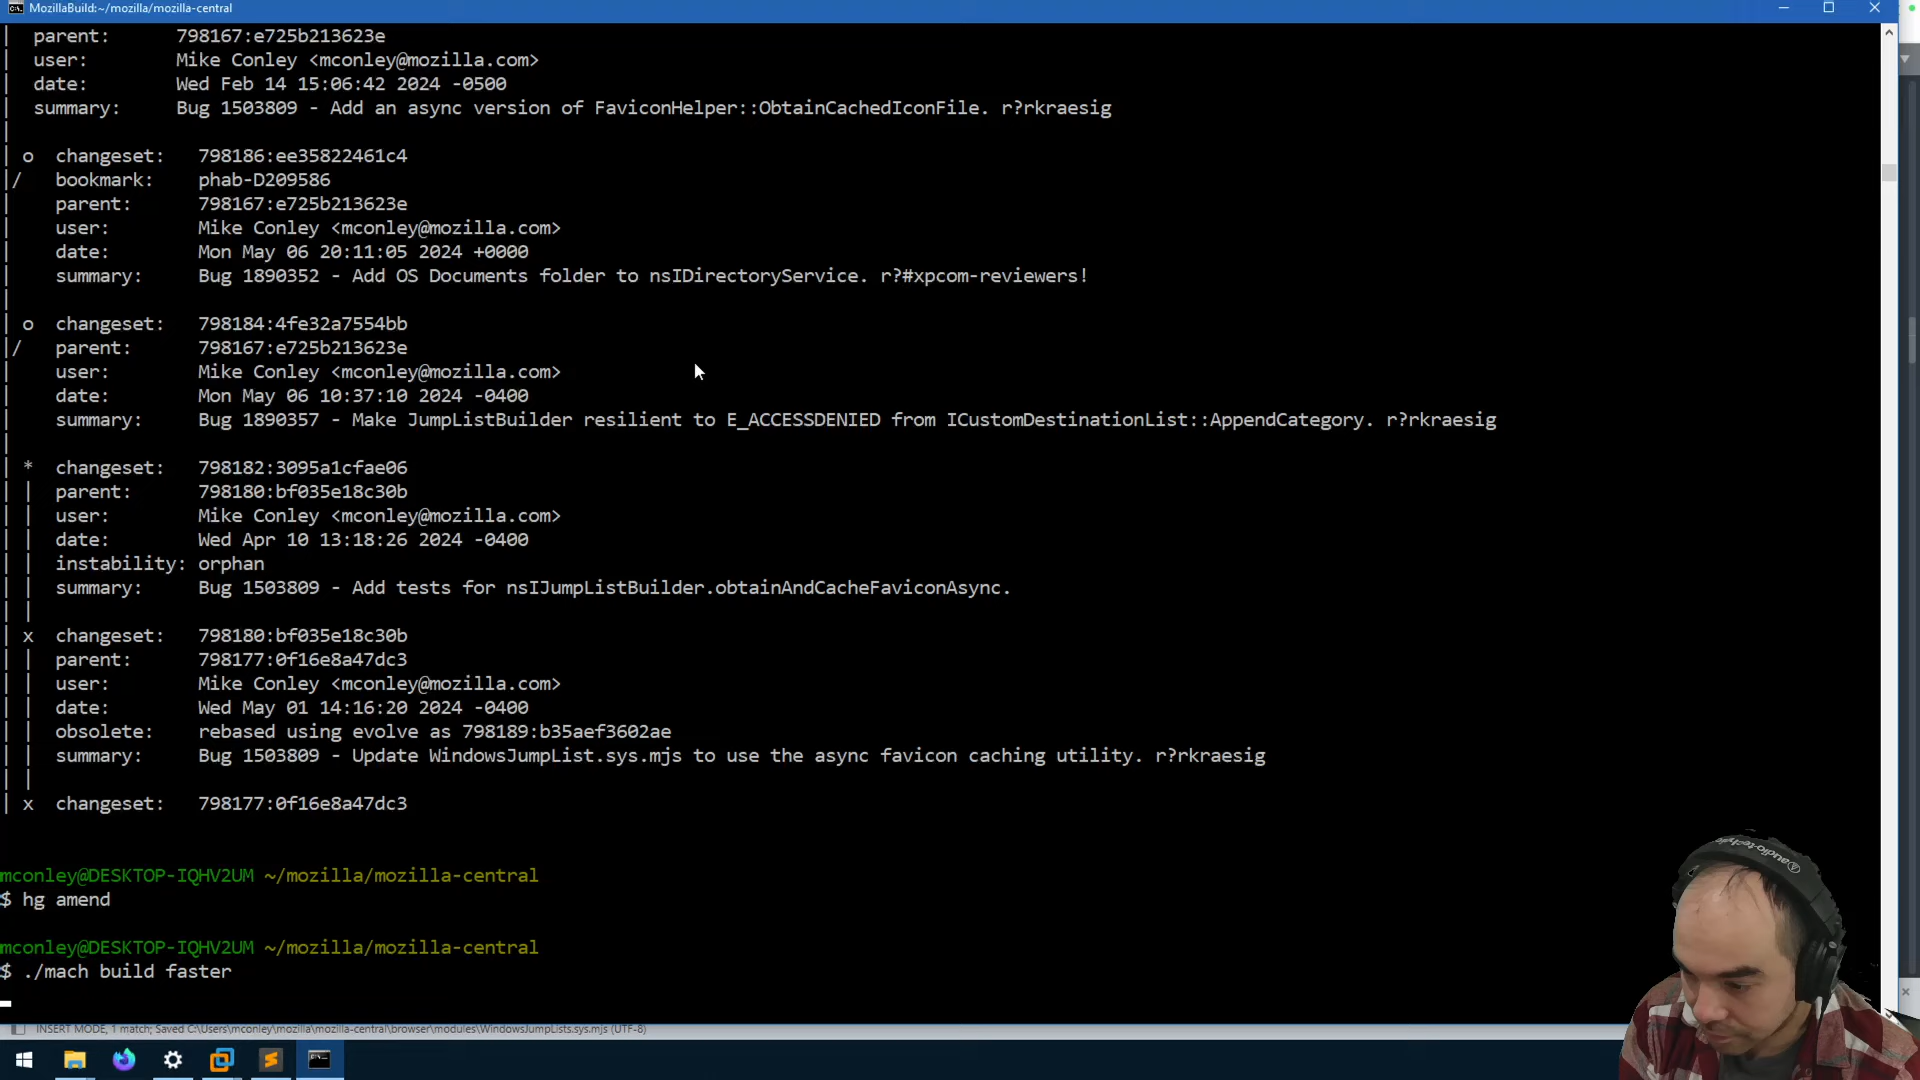 MozillaBuild:~/mozilla/mozilla-central
| parent: 798167:e725b213623e
| user: Mike Conley <mconley@mozilla.com>
| date: Wed Feb 14 15:06:42 2024 -0500
| summary: Bug 1503809 - Add an async version of FaviconHelper::ObtainCachedIconFile. r?rkraesig
|
| o changeset: 798186:ee35822461c4
|/ bookmark: phab-D209586
| parent: 798167:e725b213623e
| user: Mike Conley <mconley@mozilla.com>
| date: Mon May 06 20:11:05 2024 +0000
| summary: Bug 1890352 - Add OS Documents folder to nsIDirectoryService. r?#xpcom-reviewers!
|
| o changeset: 798184:4fe32a7554bb
|/ parent: 798167:e725b213623e
| user: Mike Conley <mconley@mozilla.com>
| date: Mon May 06 10:37:10 2024 -0400
| summary: Bug 1890357 - Make JumpListBuilder resilient to E_ACCESSDENIED from ICustomDestinationList::AppendCategory. r?rkraesig
|
| * changeset: 798182:3095a1cfae06
| | parent: 798180:bf035e18c30b
| | user: Mike Conley <mconley@mozilla.com>
| | date: Wed Apr 10 13:18:26 2024 -0400
| | instability: orphan
| | summary: Bug 1503809 - Add tests for nsIJumpListBuilder.obtainAndCacheFaviconAsync.
| |
| x changeset: 798180:bf035e18c30b
| | parent: 798177:0f16e8a47dc3
| | user: Mike Conley <mconley@mozilla.com>
| | date: Wed May 01 14:16:20 2024 -0400
| | obsolete: rebased using evolve as 798189:b35aef3602ae
| | summary: Bug 1503809 - Update WindowsJumpList.sys.mjs to use the async favicon caching utility. r?rkraesig
| |
| x changeset: 798177:0f16e8a47dc3
mconley@DESKTOP-IQHV2UM ~/mozilla/mozilla-central
$ hg amend
mconley@DESKTOP-IQHV2UM ~/mozilla/mozilla-central
$ ./mach build faster
INSERT MODE, 1 match; Saved C:\Users\mconley\mozilla\mozilla-central\browser\modules\WindowsJumpLists.sys.mjs (UTF-8)
audio-technica